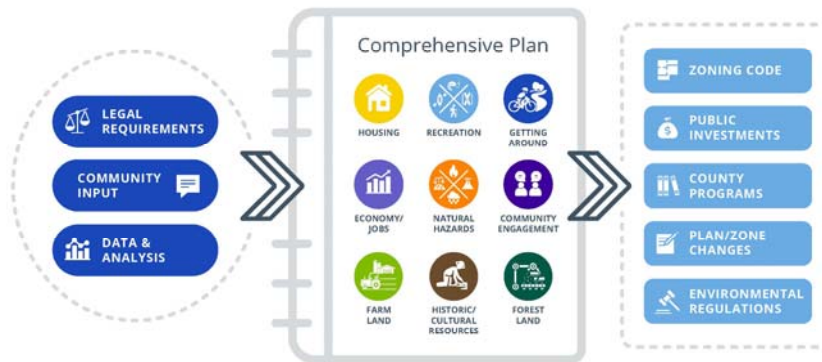 LEGAL
REQUIREMENTS
COMMUNITY
INPUT
DATA &
ANALYSIS
Comprehensive Plan
HOUSING
RECREATION
GETTING
AROUND
ECONOMY/
JOBS
NATURAL
HAZARDS
COMMUNITY
ENGAGEMENT
FARM
LAND
HISTORIC/
CULTURAL
RESOURCES
FOREST
LAND
ZONING CODE
PUBLIC
INVESTMENTS
COUNTY
PROGRAMS
PLAN/ZONE
CHANGES
ENVIRONMENTAL
REGULATIONS